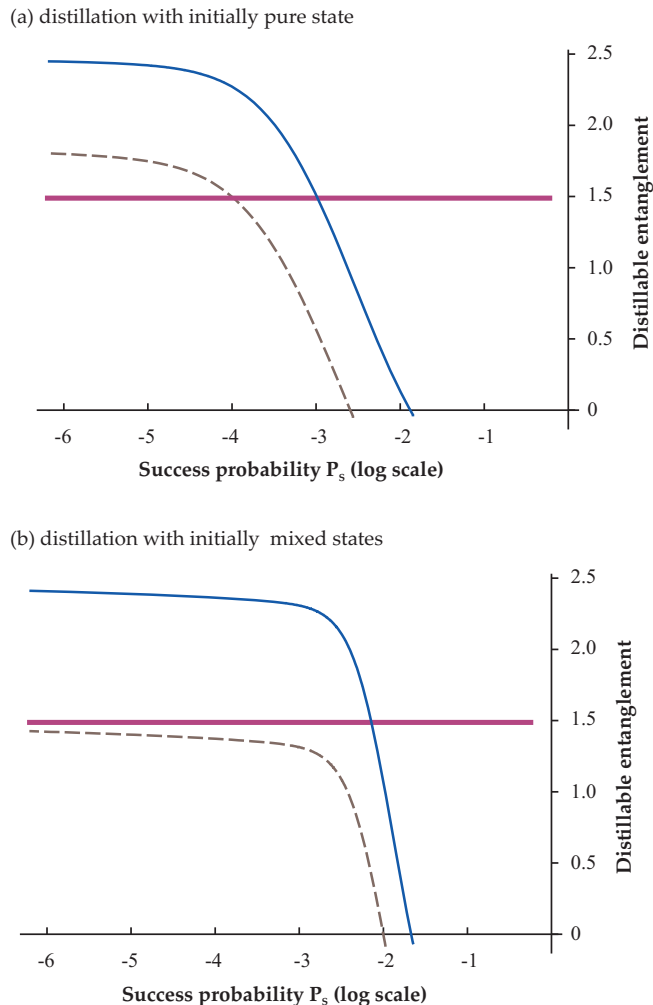 (a) distillation with initially pure state
2.5
2.0
1.5
1.0
0.5
0
Distillable entanglement
-6 -5 -4 -3 -2 -1
Success probability Pₛ (log scale)
(b) distillation with initially mixed states
2.5
2.0
1.5
1.0
0.5
0
Distillable entanglement
-6 -5 -4 -3 -2 -1
Success probability Pₛ (log scale)